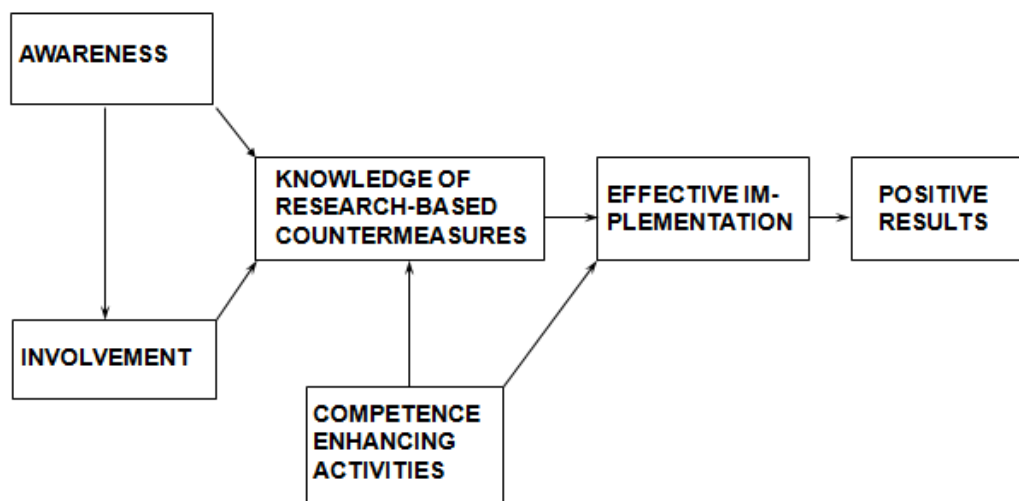 AWARENESS
KNOWLEDGE OF
RESEARCH-BASED
COUNTERMEASURES
EFFECTIVE IM-
PLEMENTATION
POSITIVE
RESULTS
INVOLVEMENT
COMPETENCE
ENHANCING
ACTIVITIES